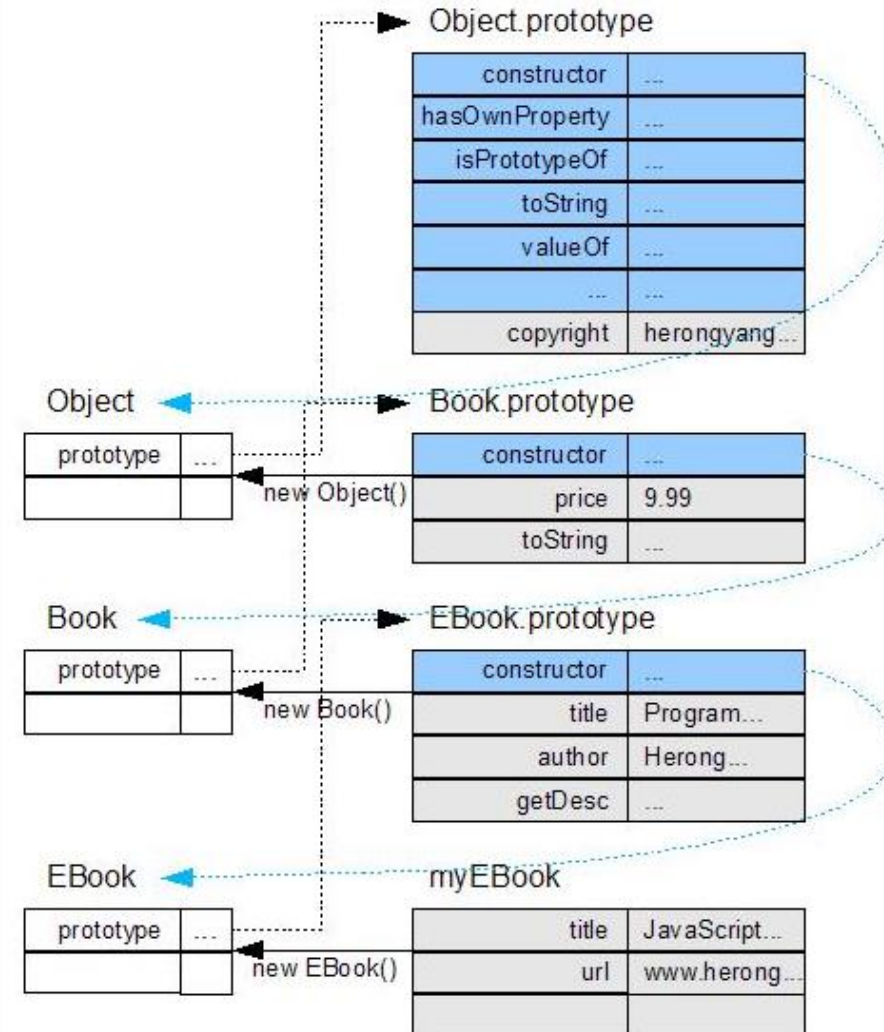 Object.prototype
constructor ...
hasOwnProperty ...
isPrototypeOf ...
toString ...
valueOf ...
... ...
copyright herongyang...
Object
Book.prototype
prototype ...
constructor ...
new Object()
price 9.99
toString ...
Book
EBook.prototype
prototype ...
constructor ...
new Book()
title Program...
author Herong...
getDesc ...
EBook
myEBook
prototype ...
title JavaScript...
new EBook()
url www.herong...